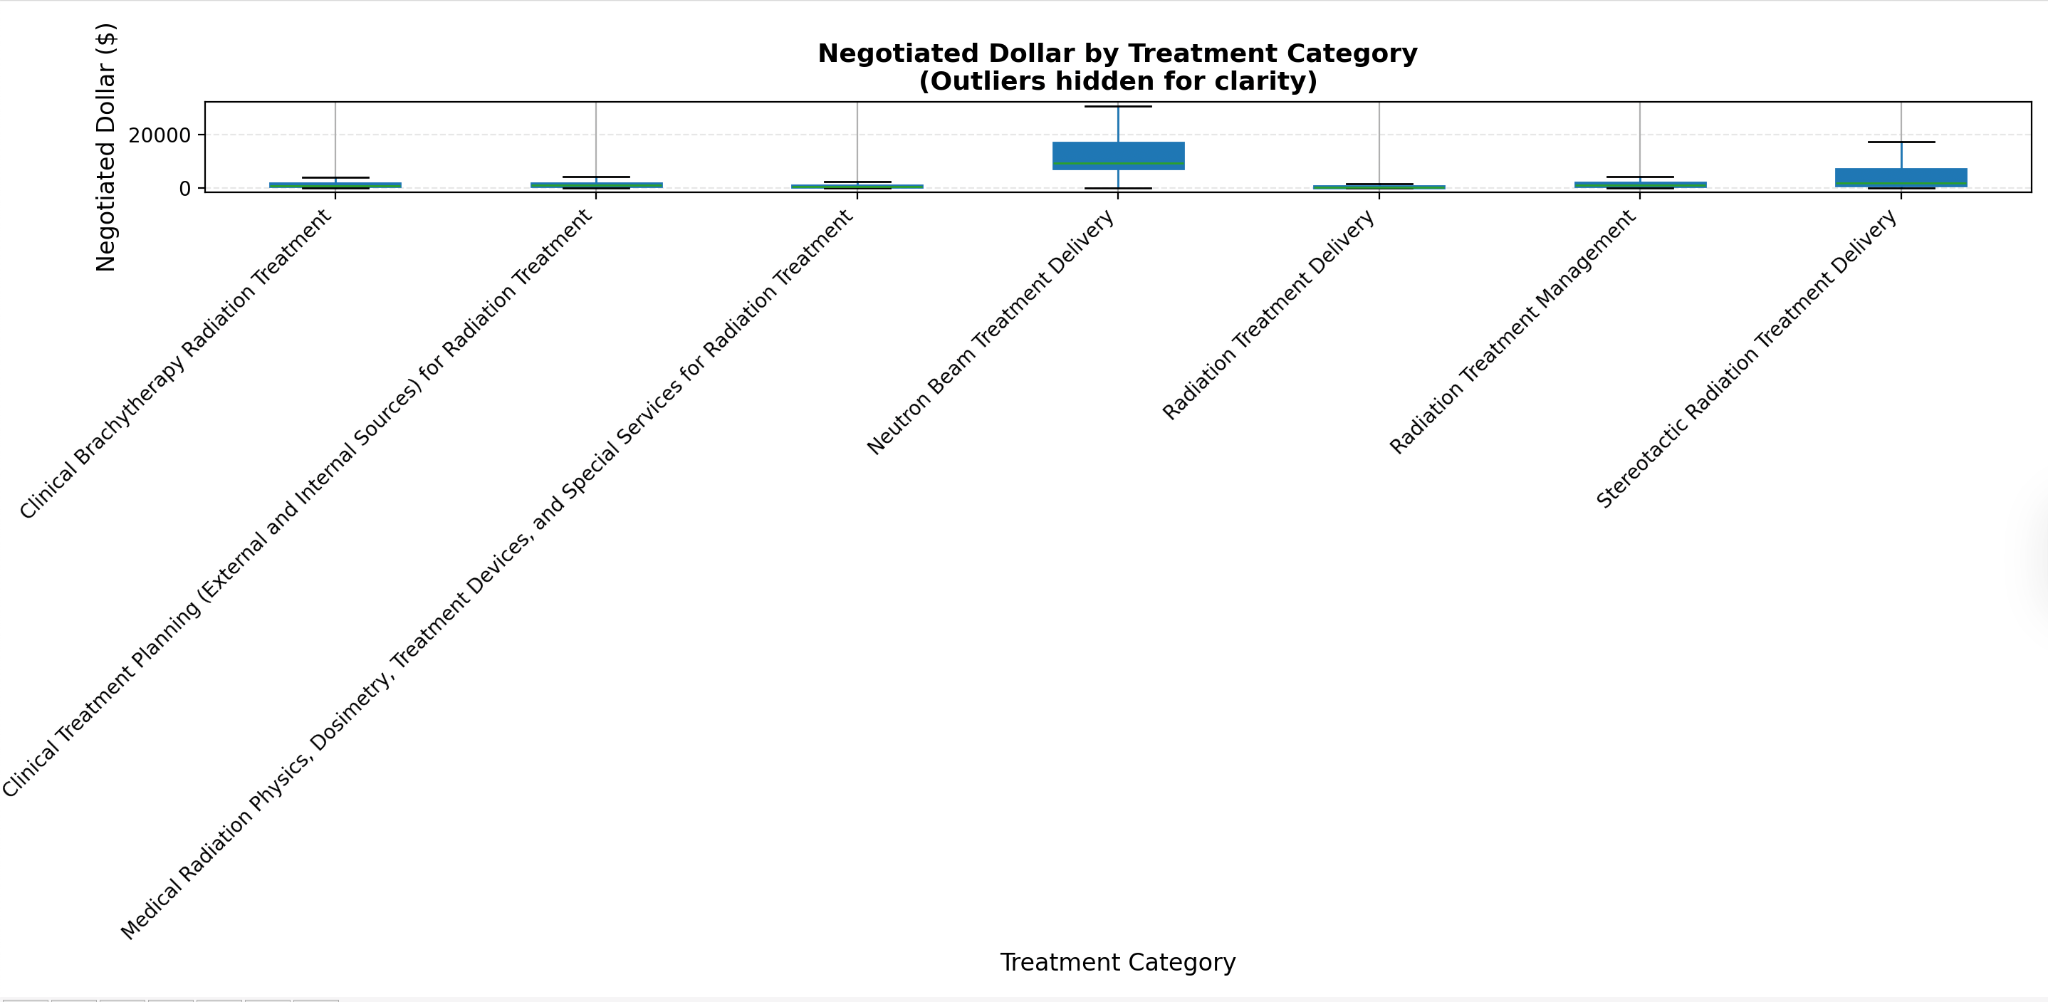 Negotiated Dollar by Treatment Category
(Outliers hidden for clarity)
Negotiated Dollar ($)
20000
0
Clinical Brachytherapy Radiation Treatment
Clinical Treatment Planning (External and Internal Sources) for Radiation Treatment
Medical Radiation Physics, Dosimetry, Treatment Devices, and Special Services for Radiation Treatment
Neutron Beam Treatment Delivery
Radiation Treatment Delivery
Radiation Treatment Management
Stereotactic Radiation Treatment Delivery
Treatment Category